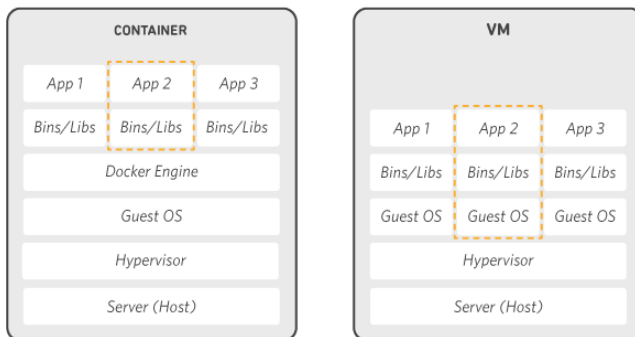 CONTAINER
App 1 App 2 App 3
Bins/Libs Bins/Libs Bins/Libs
Docker Engine
Guest OS
Hypervisor
Server (Host)
VM
App 1 App 2 App 3
Bins/Libs Bins/Libs Bins/Libs
Guest OS Guest OS Guest OS
Hypervisor
Server (Host)